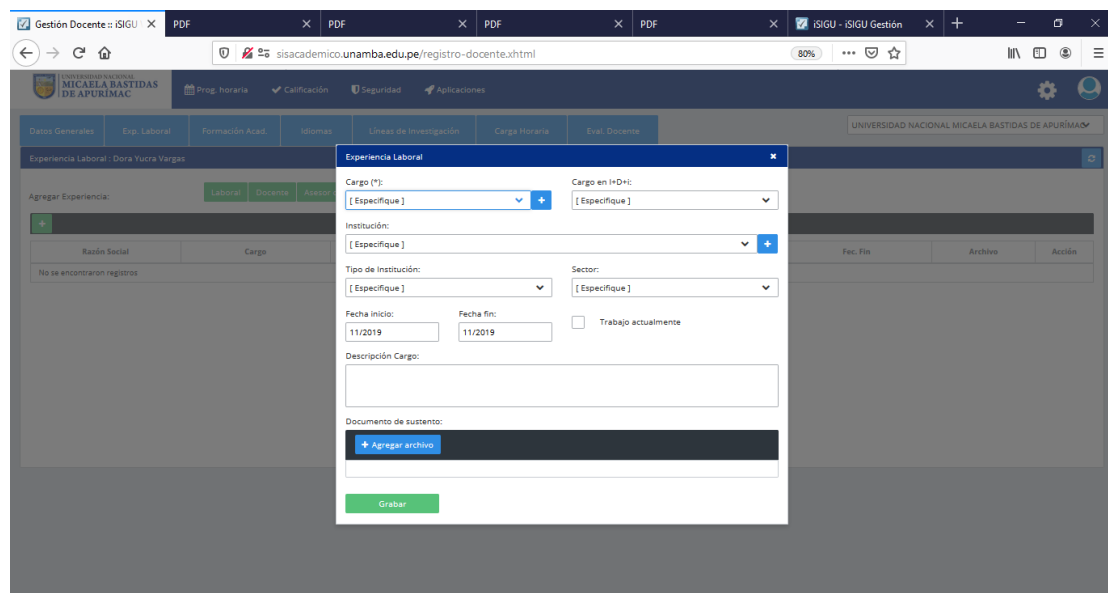 Gestión Docente :: iSIGU
PDF
PDF
PDF
PDF
iSIGU - iSIGU Gestión
sisacademico.unamba.edu.pe/registro-docente.xhtml
80%
UNIVERSIDAD NACIONAL
MICAELA BASTIDAS
DE APURÍMAC
Prog. horaria
Calificación
Seguridad
Aplicaciones
Datos Generales
Exp. Laboral
Formación Acad.
Idiomas
Líneas de Investigación
Carga Horaria
Eval. Docente
UNIVERSIDAD NACIONAL MICAELA BASTIDAS DE APURÍMAC
Experiencia Laboral : Dora Yucra Vargas
Agregar Experiencia:
Laboral
Docente
Asesor
Razón Social
Cargo
Fec. Fin
Archivo
Acción
No se encontraron registros
Experiencia Laboral
Cargo (*):
Cargo en I+D+i:
[ Especifique ]
[ Especifique ]
Institución:
[ Especifique ]
Tipo de Institución:
Sector:
[ Especifique ]
[ Especifique ]
Fecha inicio:
Fecha fin:
11/2019
11/2019
Trabajo actualmente
Descripción Cargo:
Documento de sustento:
+ Agregar archivo
Grabar